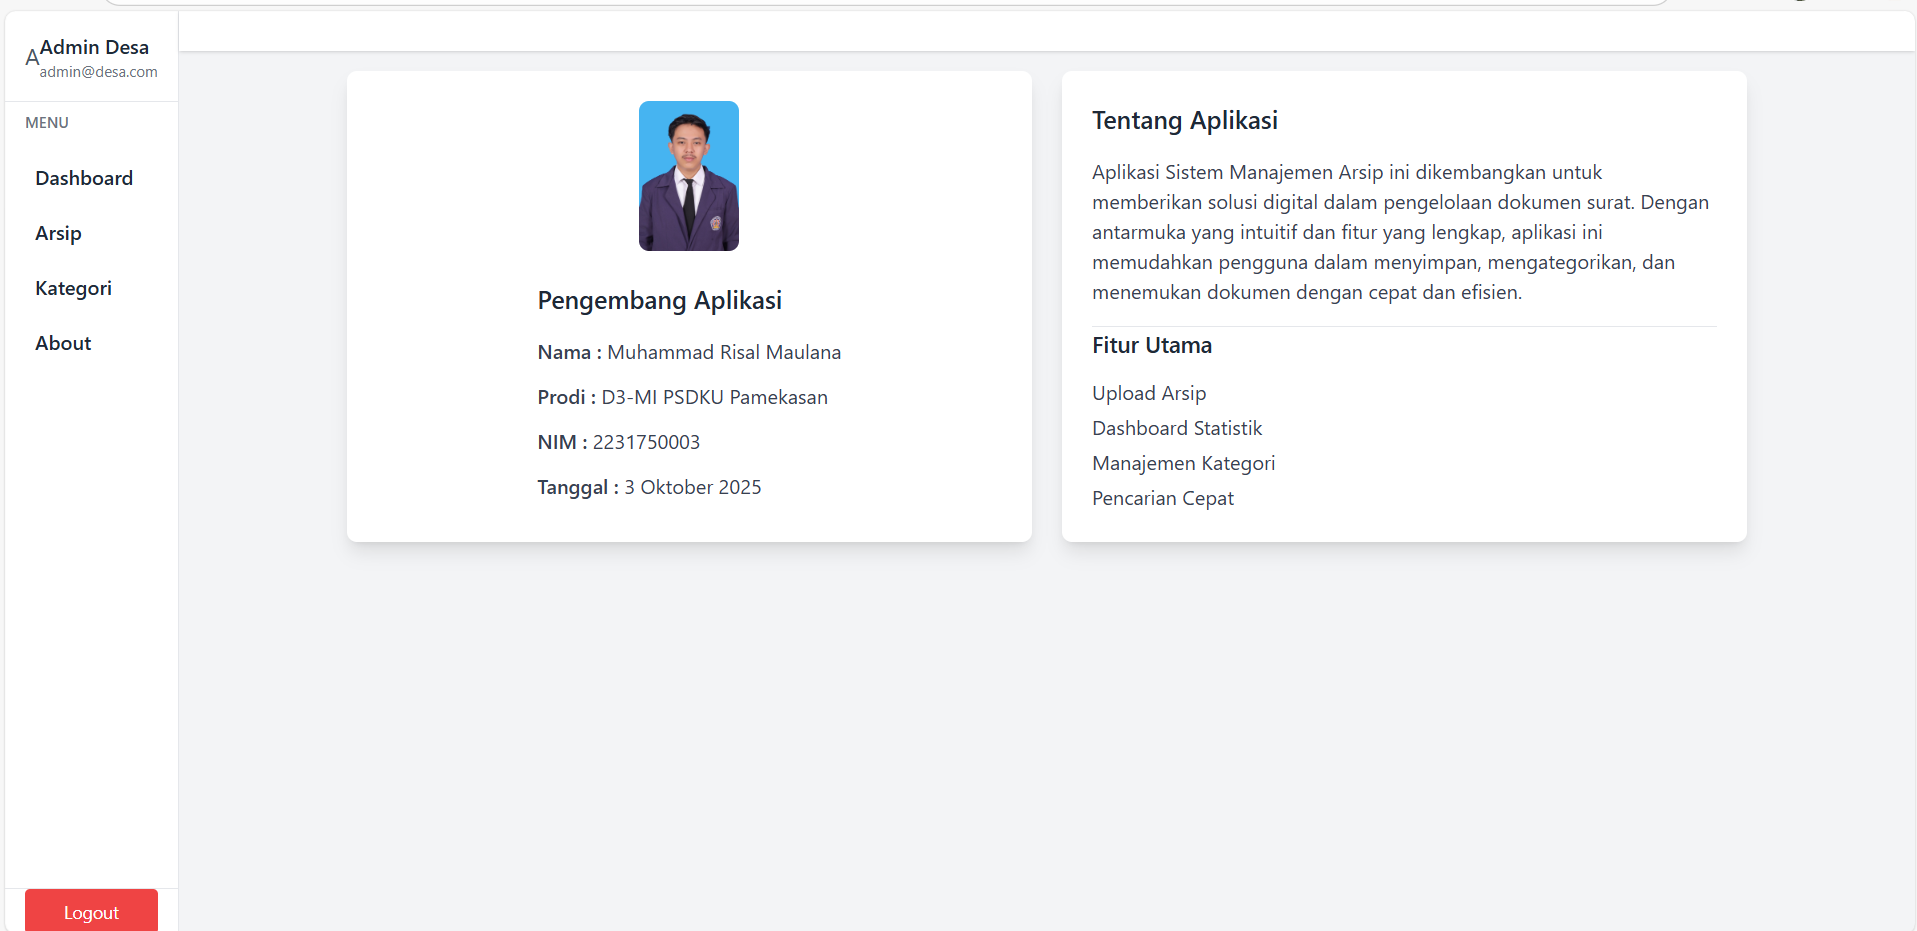 A
Admin Desa
admin@desa.com
MENU
Dashboard
Arsip
Kategori
About
Logout
Pengembang Aplikasi
Nama : Muhammad Risal Maulana
Prodi : D3-MI PSDKU Pamekasan
NIM : 2231750003
Tanggal : 3 Oktober 2025
Tentang Aplikasi
Aplikasi Sistem Manajemen Arsip ini dikembangkan untuk
memberikan solusi digital dalam pengelolaan dokumen surat. Dengan
antarmuka yang intuitif dan fitur yang lengkap, aplikasi ini
memudahkan pengguna dalam menyimpan, mengategorikan, dan
menemukan dokumen dengan cepat dan efisien.
Fitur Utama
Upload Arsip
Dashboard Statistik
Manajemen Kategori
Pencarian Cepat